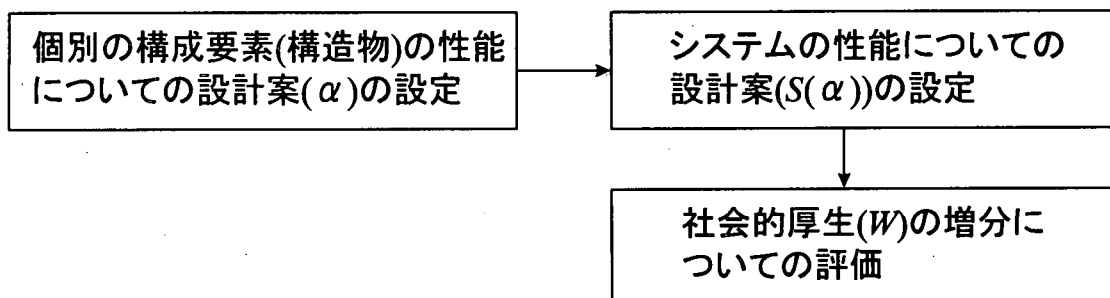 個別の構成要素(構造物)の性能
についての設計案(α)の設定
システムの性能についての
設計案(S(α))の設定
社会的厚生(W)の増分に
ついての評価